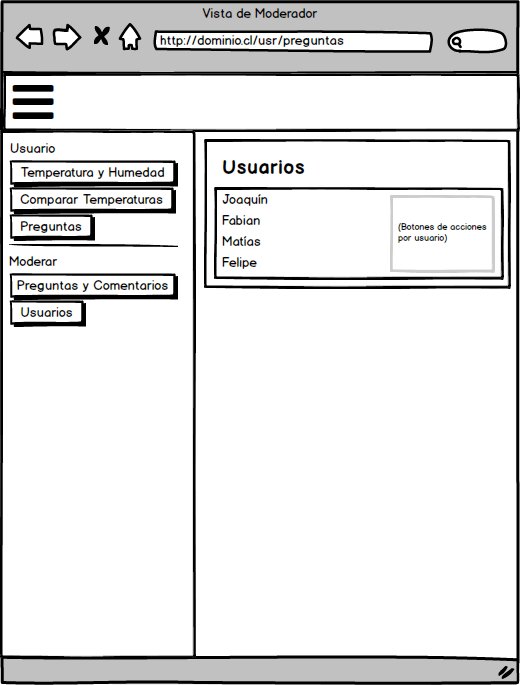 Vista de Moderador
http://dominio.cl/usr/preguntas
Usuario
Temperatura y Humedad
Comparar Temperaturas
Preguntas
Moderar
Preguntas y Comentarios
Usuarios
Usuarios
Joaquín
Fabian
Matías
Felipe
(Botones de acciones
por usuario)